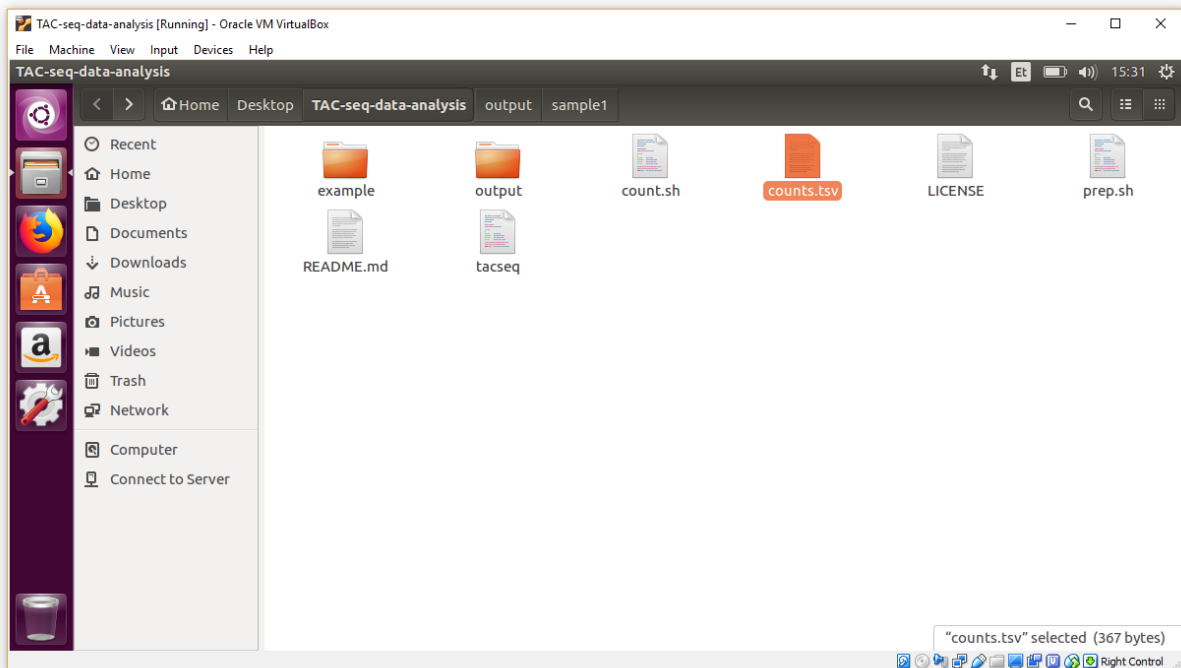 TAC-seq-data-analysis [Running] - Oracle VM VirtualBox
File Machine View Input Devices Help
TAC-seq-data-analysis Et 15:31
Home Desktop TAC-seq-data-analysis output sample1
Recent
Home
Desktop
Documents
Downloads
Music
Pictures
Videos
Trash
Network
Computer
Connect to Server
example output count.sh counts.tsv LICENSE prep.sh
README.md tacseq
"counts.tsv" selected (367 bytes)
Right Control